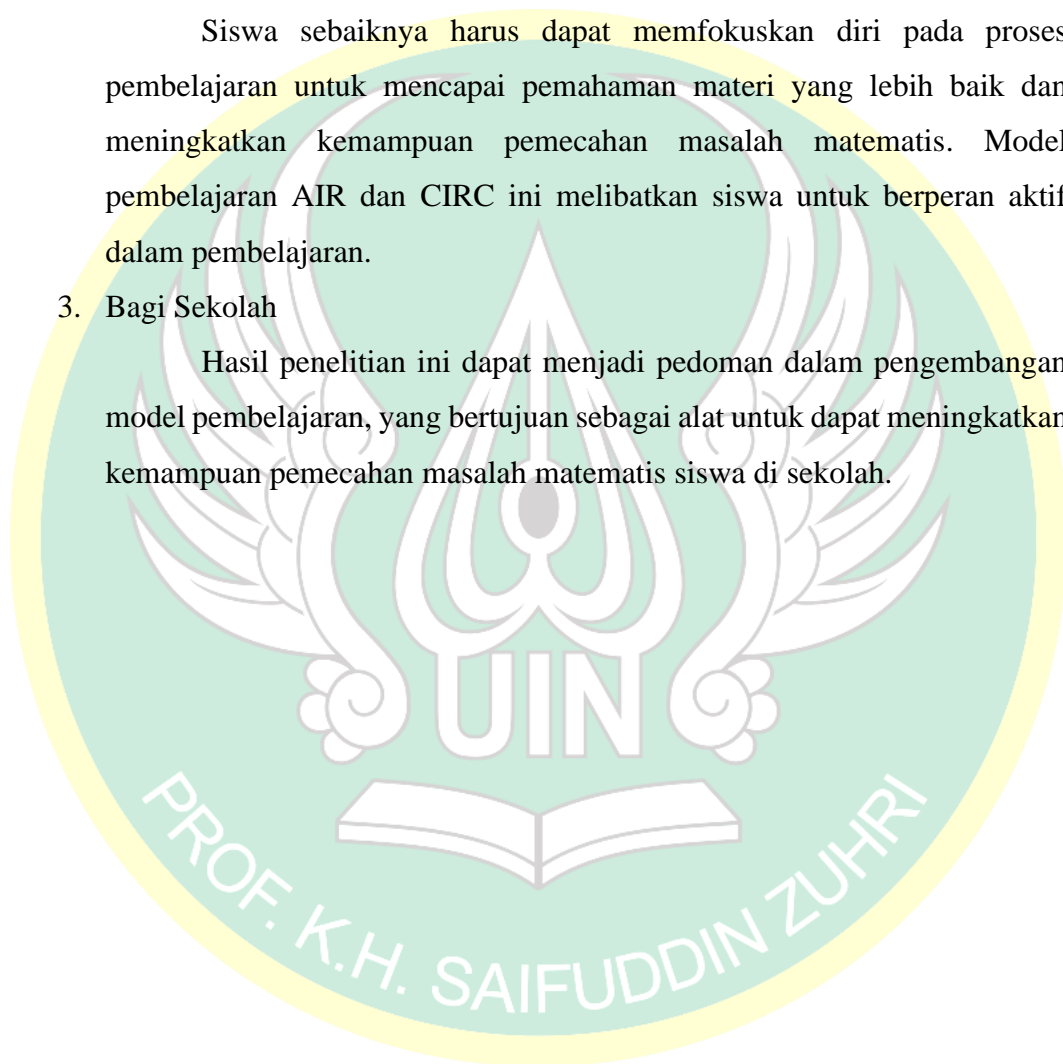 Siswa sebaiknya harus dapat memfokuskan diri pada proses
pembelajaran untuk mencapai pemahaman materi yang lebih baik dan
meningkatkan kemampuan pemecahan masalah matematis. Model
pembelajaran AIR dan CIRC ini melibatkan siswa untuk berperan aktif
dalam pembelajaran.
3. Bagi Sekolah
Hasil penelitian ini dapat menjadi pedoman dalam pengembangan
model pembelajaran, yang bertujuan sebagai alat untuk dapat meningkatkan
kemampuan pemecahan masalah matematis siswa di sekolah.
UIN
PROF. K.H. SAIFUDDIN ZUHRI